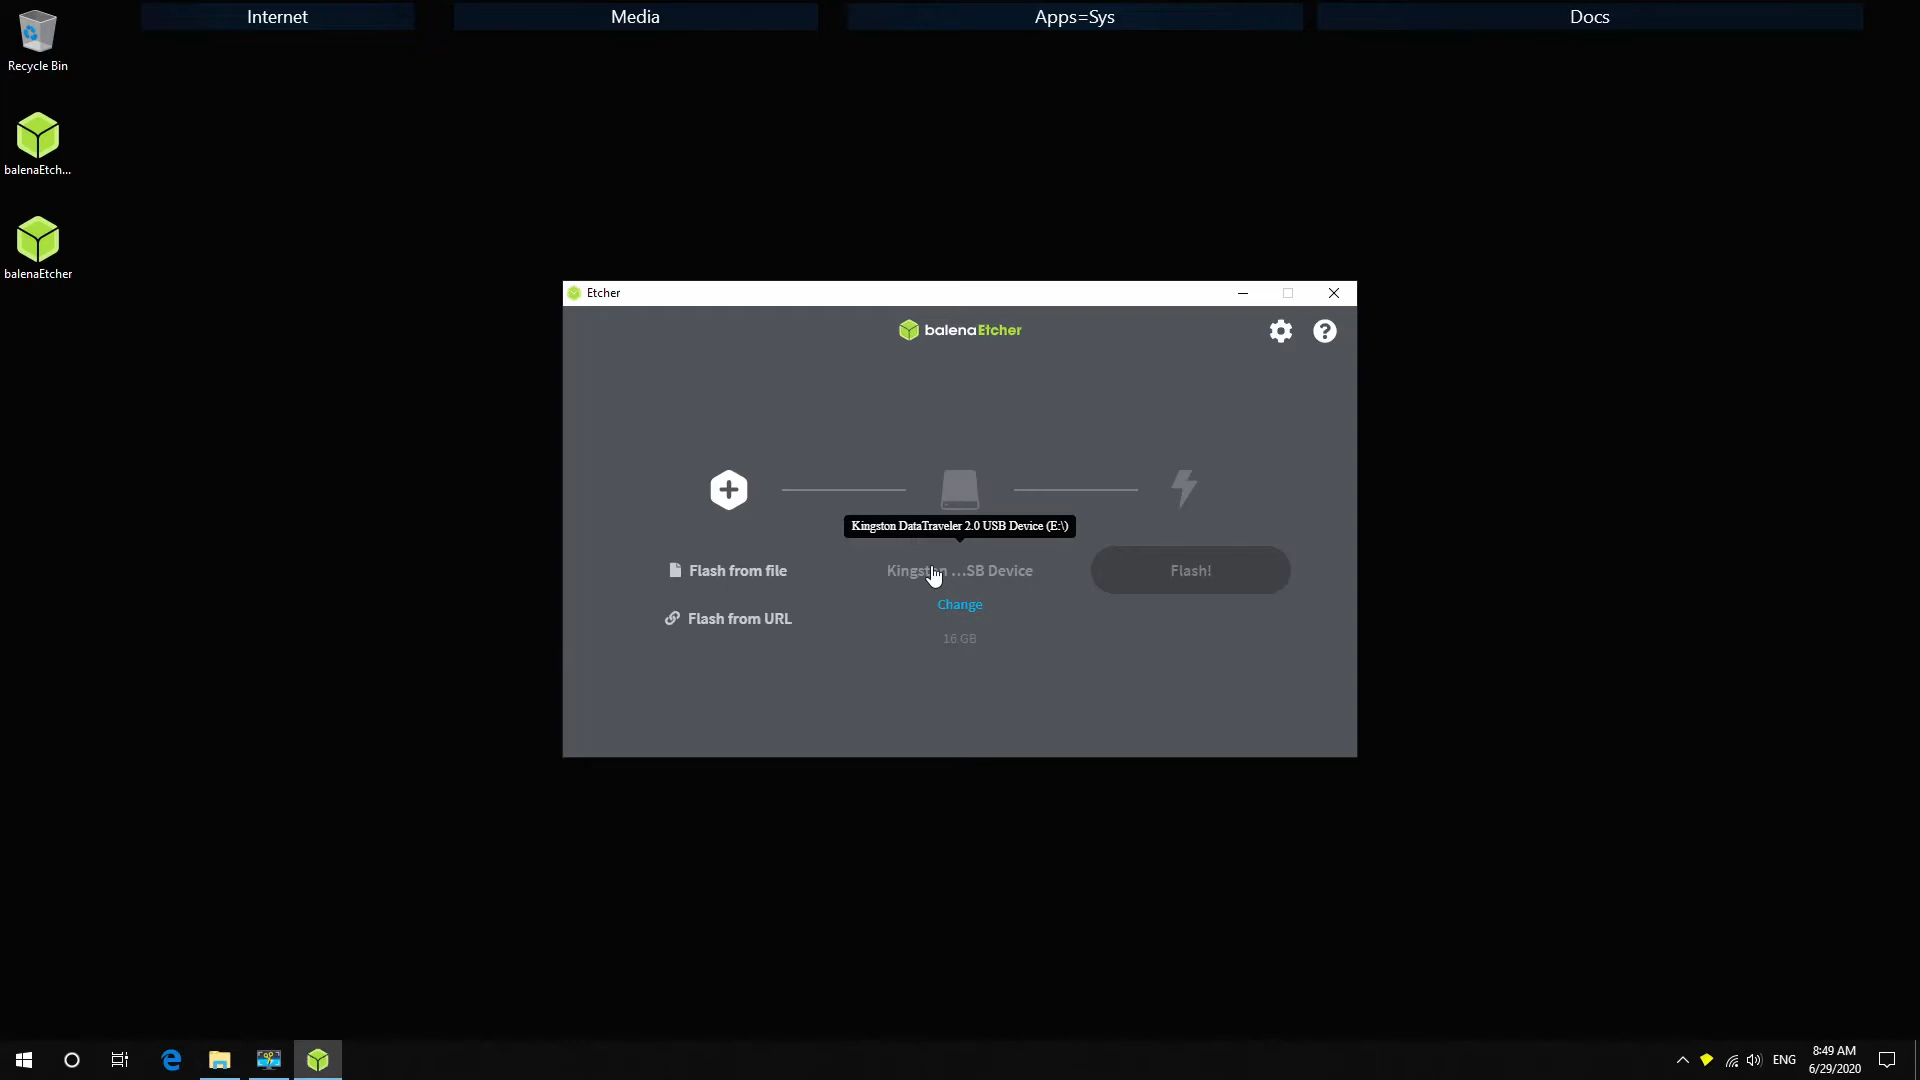 Internet
Media
Apps=Sys
Docs
Recycle Bin
balenaEtch...
balenaEtcher
Etcher
balenaEtcher
Kingston DataTraveler 2.0 USB Device (E:\)
Flash from file
Kingston ...SB Device
Flash!
Change
Flash from URL
16 GB
ENG
8:49 AM
6/29/2020